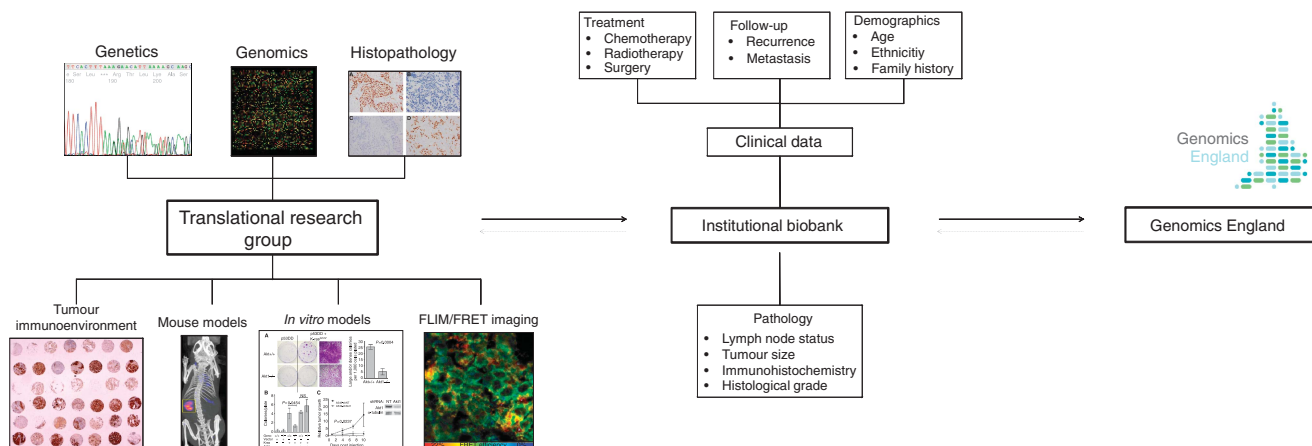 Genetics
Genomics
Histopathology
Translational research
group
Tumour
immunoenvironment
Mouse models
In vitro models
FLIM/FRET imaging
Treatment
• Chemotherapy
• Radiotherapy
• Surgery
Follow-up
• Recurrence
• Metastasis
Demographics
• Age
• Ethnicitiy
• Family history
Clinical data
Institutional biobank
Pathology
• Lymph node status
• Tumour size
• Immunohistochemistry
• Histological grade
Genomics
England
Genomics England